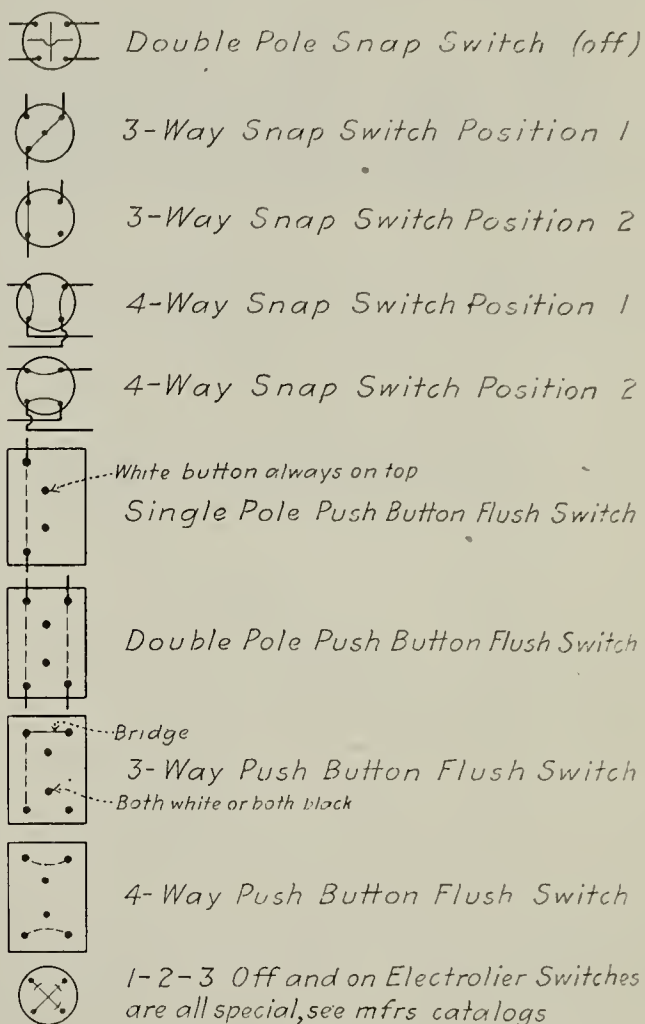 Double Pole Snap Switch (off)
3-Way Snap Switch Position 1
3-Way Snap Switch Position 2
4-Way Snap Switch Position 1
4-Way Snap Switch Position 2
White button always on top
Single Pole Push Button Flush Switch
Double Pole Push Button Flush Switch
Bridge
3-Way Push Button Flush Switch
Both white or both black
4-Way Push Button Flush Switch
1-2-3 Off and on Electrolier Switches
are all special, see mfrs catalogs